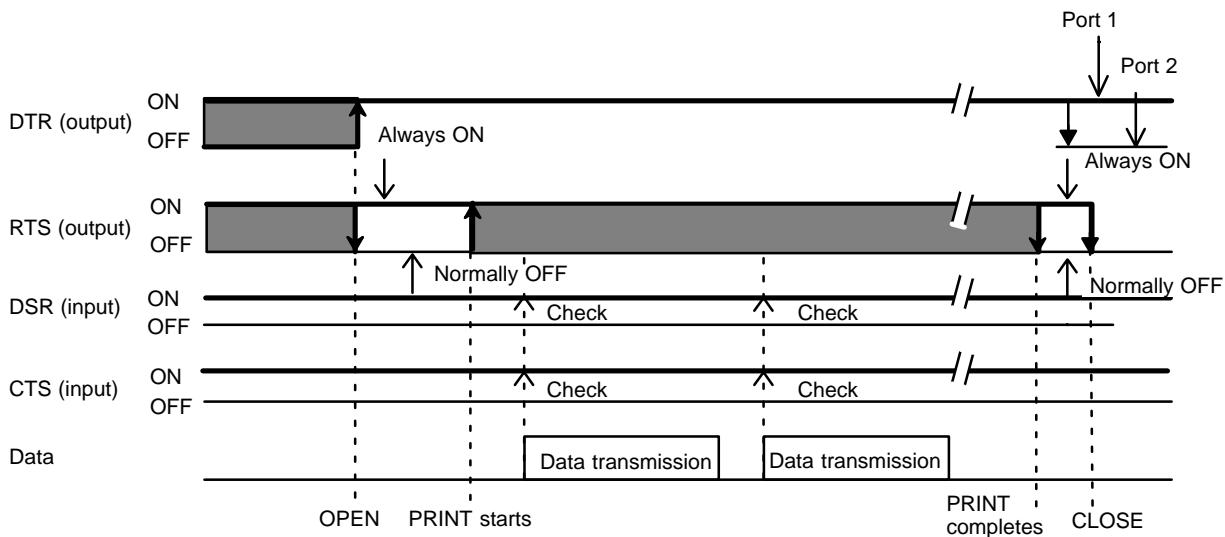 Port 1
Port 2
DTR (output)
ON
OFF
Always ON
Always ON
RTS (output)
ON
OFF
Normally OFF
Normally OFF
DSR (input)
ON
OFF
Check
Check
CTS (input)
ON
OFF
Check
Check
Data
Data transmission
Data transmission
OPEN
PRINT starts
PRINT
completes
CLOSE